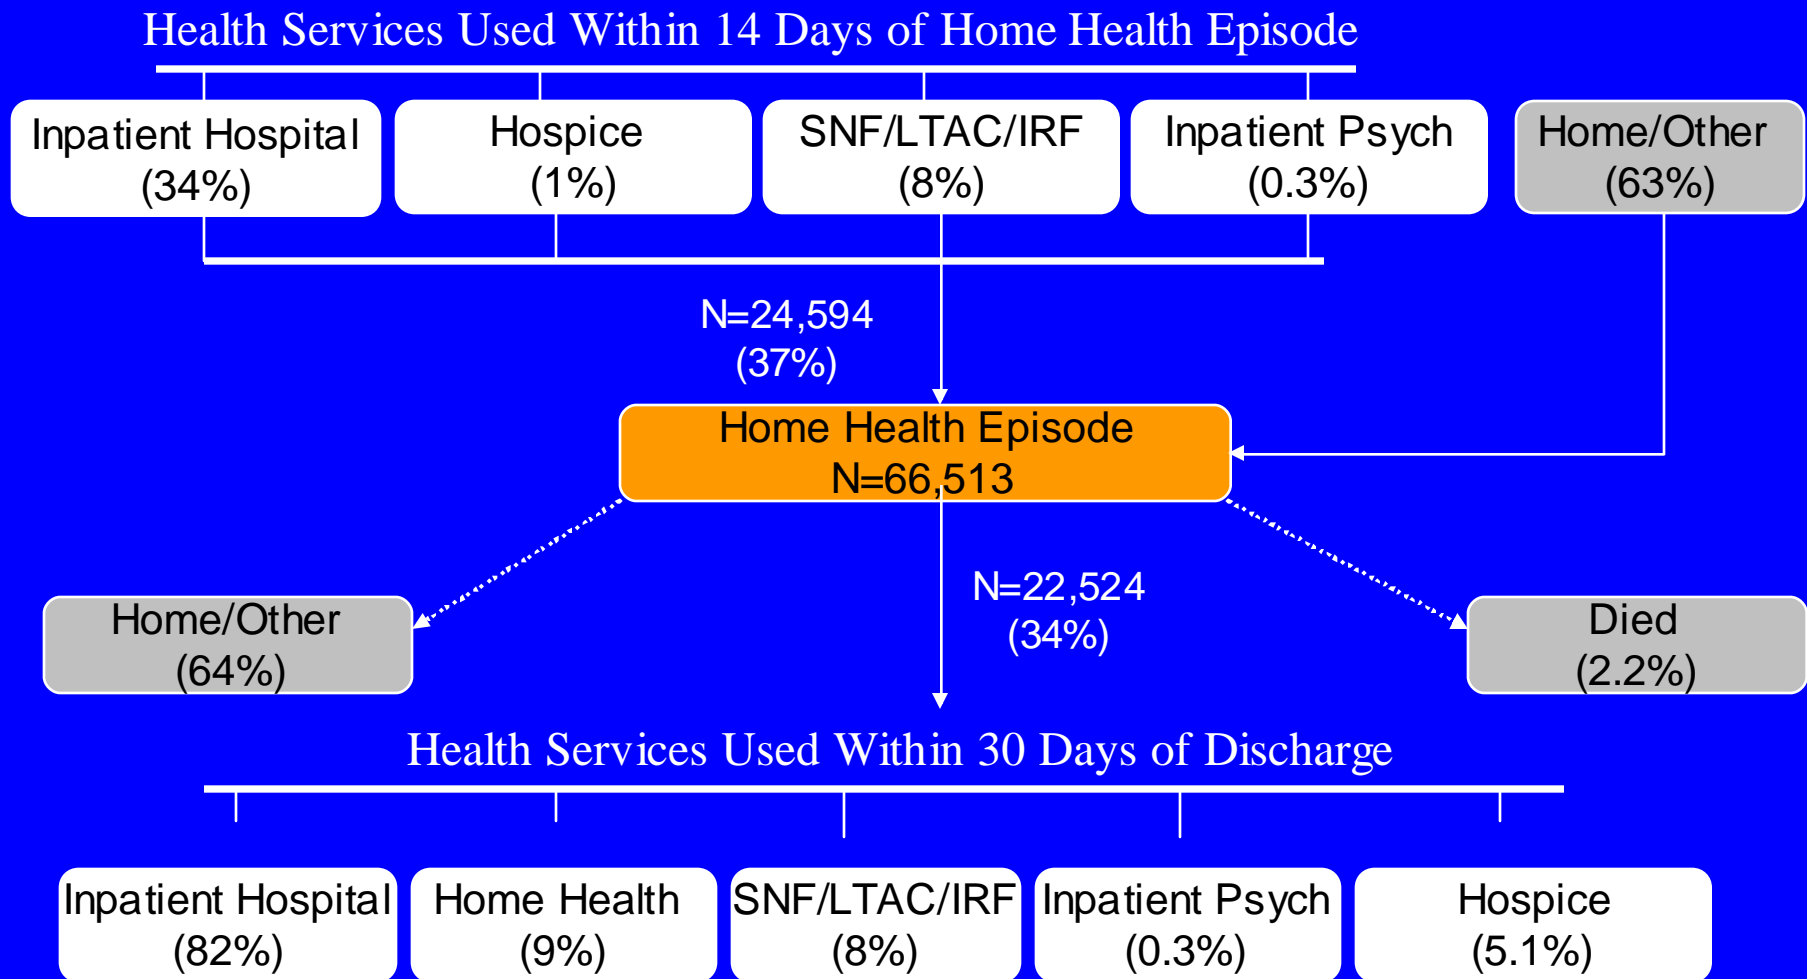 Health Services Used Within 14 Days of Home Health Episode
Inpatient Hospital
(34%)
Hospice
(1%)
SNF/LTAC/IRF
(8%)
Inpatient Psych
(0.3%)
Home/Other
(63%)
N=24,594
(37%)
Home Health Episode
N=66,513
Home/Other
(64%)
N=22,524
(34%)
Died
(2.2%)
Health Services Used Within 30 Days of Discharge
Inpatient Hospital
(82%)
Home Health
(9%)
SNF/LTAC/IRF
(8%)
Inpatient Psych
(0.3%)
Hospice
(5.1%)